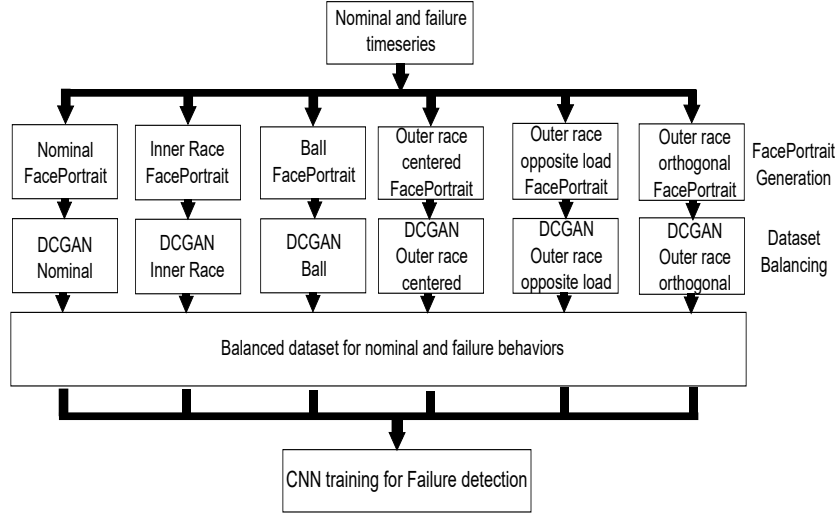 Nominal and failure
timeseries
Nominal
FacePortrait
Inner Race
FacePortrait
Ball
FacePortrait
Outer race
centered
FacePortrait
Outer race
opposite load
FacePortrait
Outer race
orthogonal
FacePortrait
FacePortrait
Generation
DCGAN
Nominal
DCGAN
Inner Race
DCGAN
Ball
DCGAN
Outer race
centered
DCGAN
Outer race
opposite load
DCGAN
Outer race
orthogonal
Dataset
Balancing
Balanced dataset for nominal and failure behaviors
CNN training for Failure detection